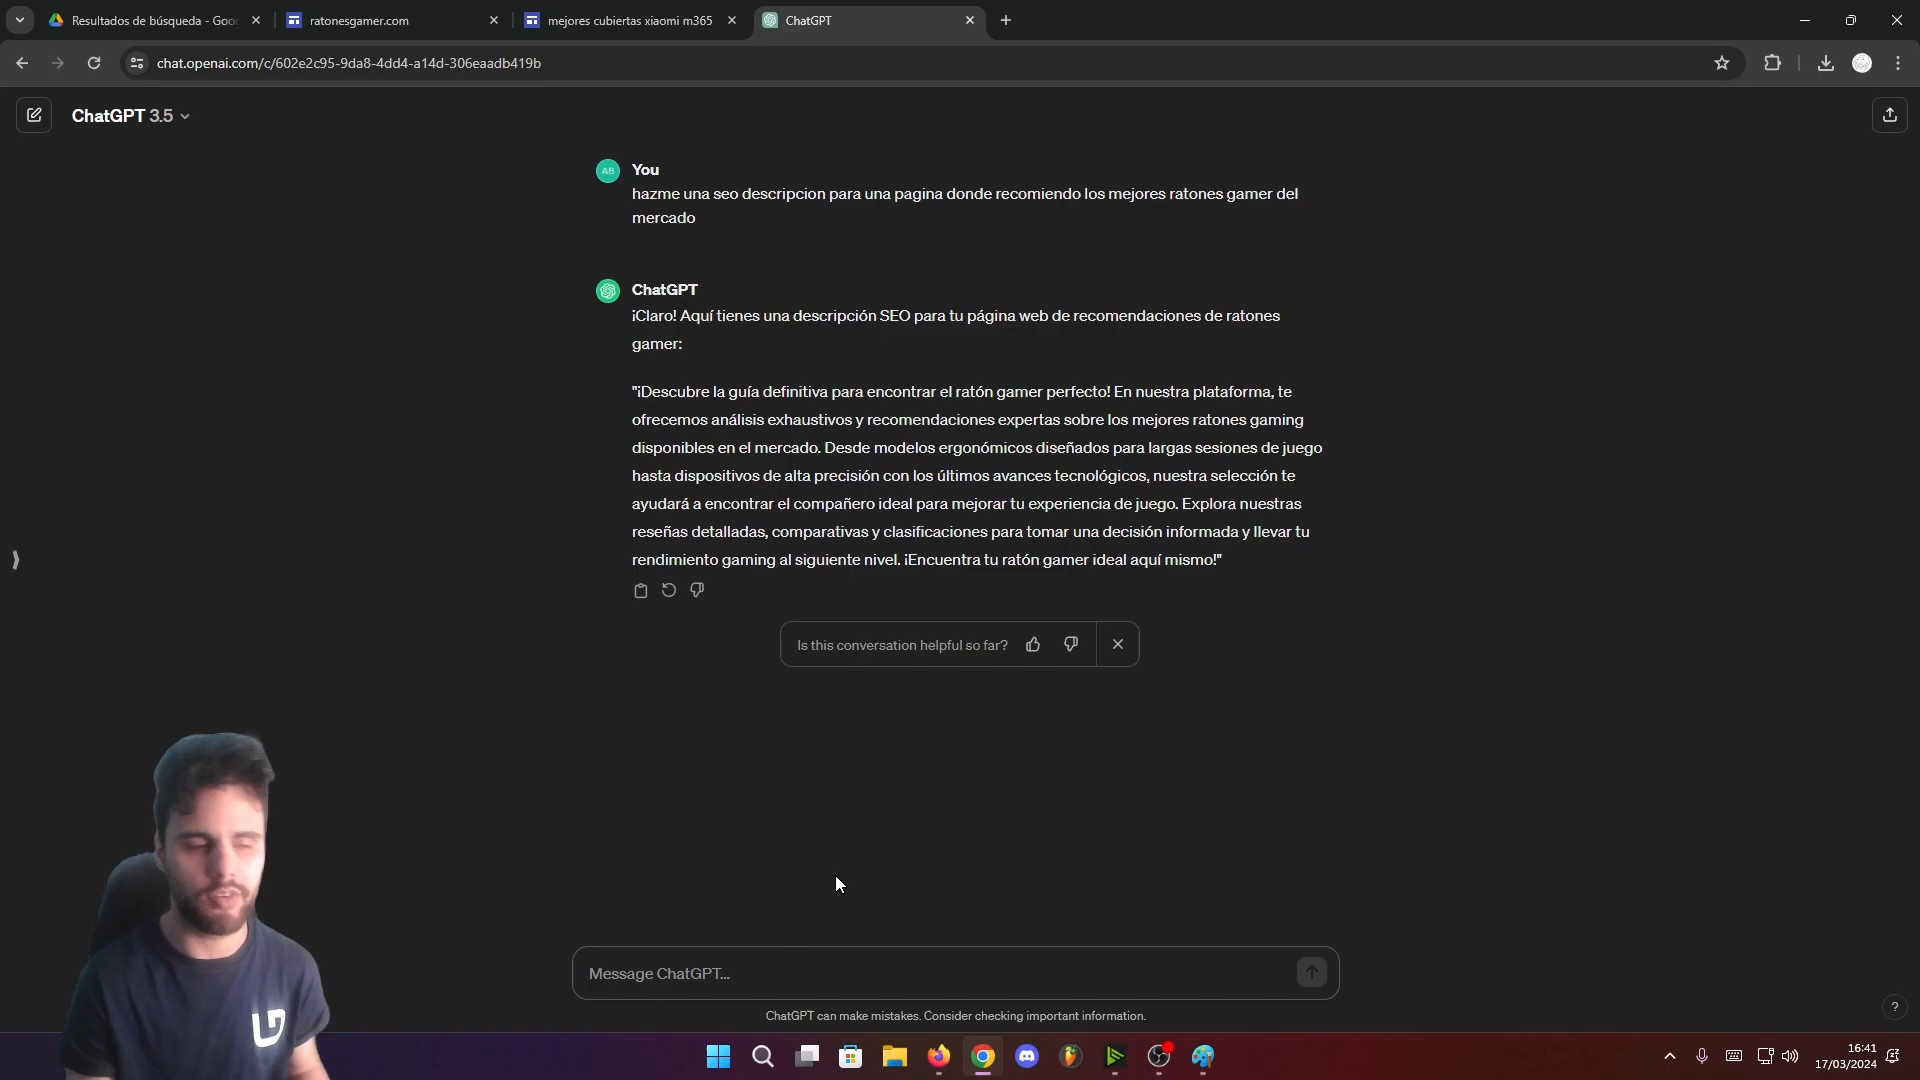 Resultados de búsqueda - Goo
ratonesgamer.com
mejores cubiertas xiaomi m365
ChatGPT
chat.openai.com/c/602e2c95-9da8-4dd4-a14d-306eaadb419b
ChatGPT 3.5
AB
You
hazme una seo descripcion para una pagina donde recomiendo los mejores ratones gamer del
mercado
ChatGPT
¡Claro! Aquí tienes una descripción SEO para tu página web de recomendaciones de ratones
gamer:
"¡Descubre la guía definitiva para encontrar el ratón gamer perfecto! En nuestra plataforma, te
ofrecemos análisis exhaustivos y recomendaciones expertas sobre los mejores ratones gaming
disponibles en el mercado. Desde modelos ergonómicos diseñados para largas sesiones de juego
hasta dispositivos de alta precisión con los últimos avances tecnológicos, nuestra selección te
ayudará a encontrar el compañero ideal para mejorar tu experiencia de juego. Explora nuestras
reseñas detalladas, comparativas y clasificaciones para tomar una decisión informada y llevar tu
rendimiento gaming al siguiente nivel. ¡Encuentra tu ratón gamer ideal aquí mismo!"
Is this conversation helpful so far?
Message ChatGPT...
ChatGPT can make mistakes. Consider checking important information.
?
16:41
17/03/2024